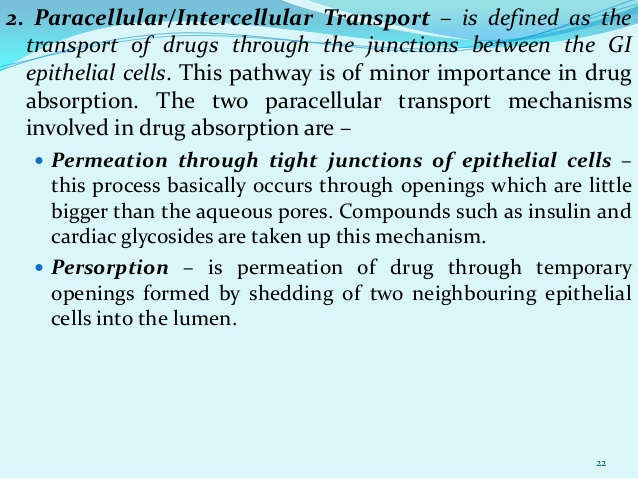 2. Paracellular/Intercellular Transport – is defined as the
transport of drugs through the junctions between the GI
epithelial cells. This pathway is of minor importance in drug
absorption. The two paracellular transport mechanisms
involved in drug absorption are –
• Permeation through tight junctions of epithelial cells –
this process basically occurs through openings which are little
bigger than the aqueous pores. Compounds such as insulin and
cardiac glycosides are taken up this mechanism.
• Persorption – is permeation of drug through temporary
openings formed by shedding of two neighbouring epithelial
cells into the lumen.
22